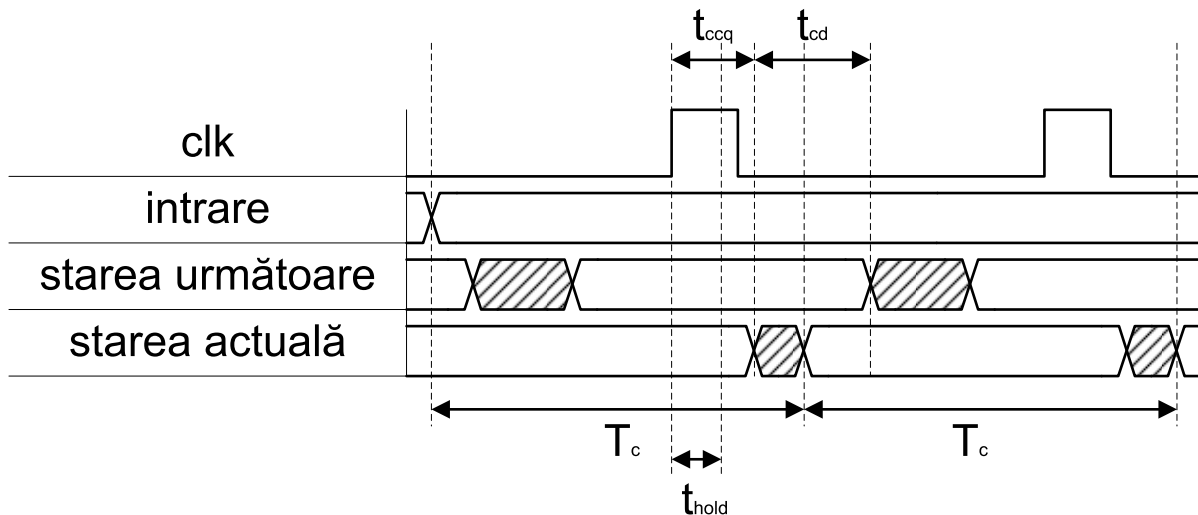 tccq tcd
clk
intrare
starea următoare
starea actuală
Tc Tc
thold